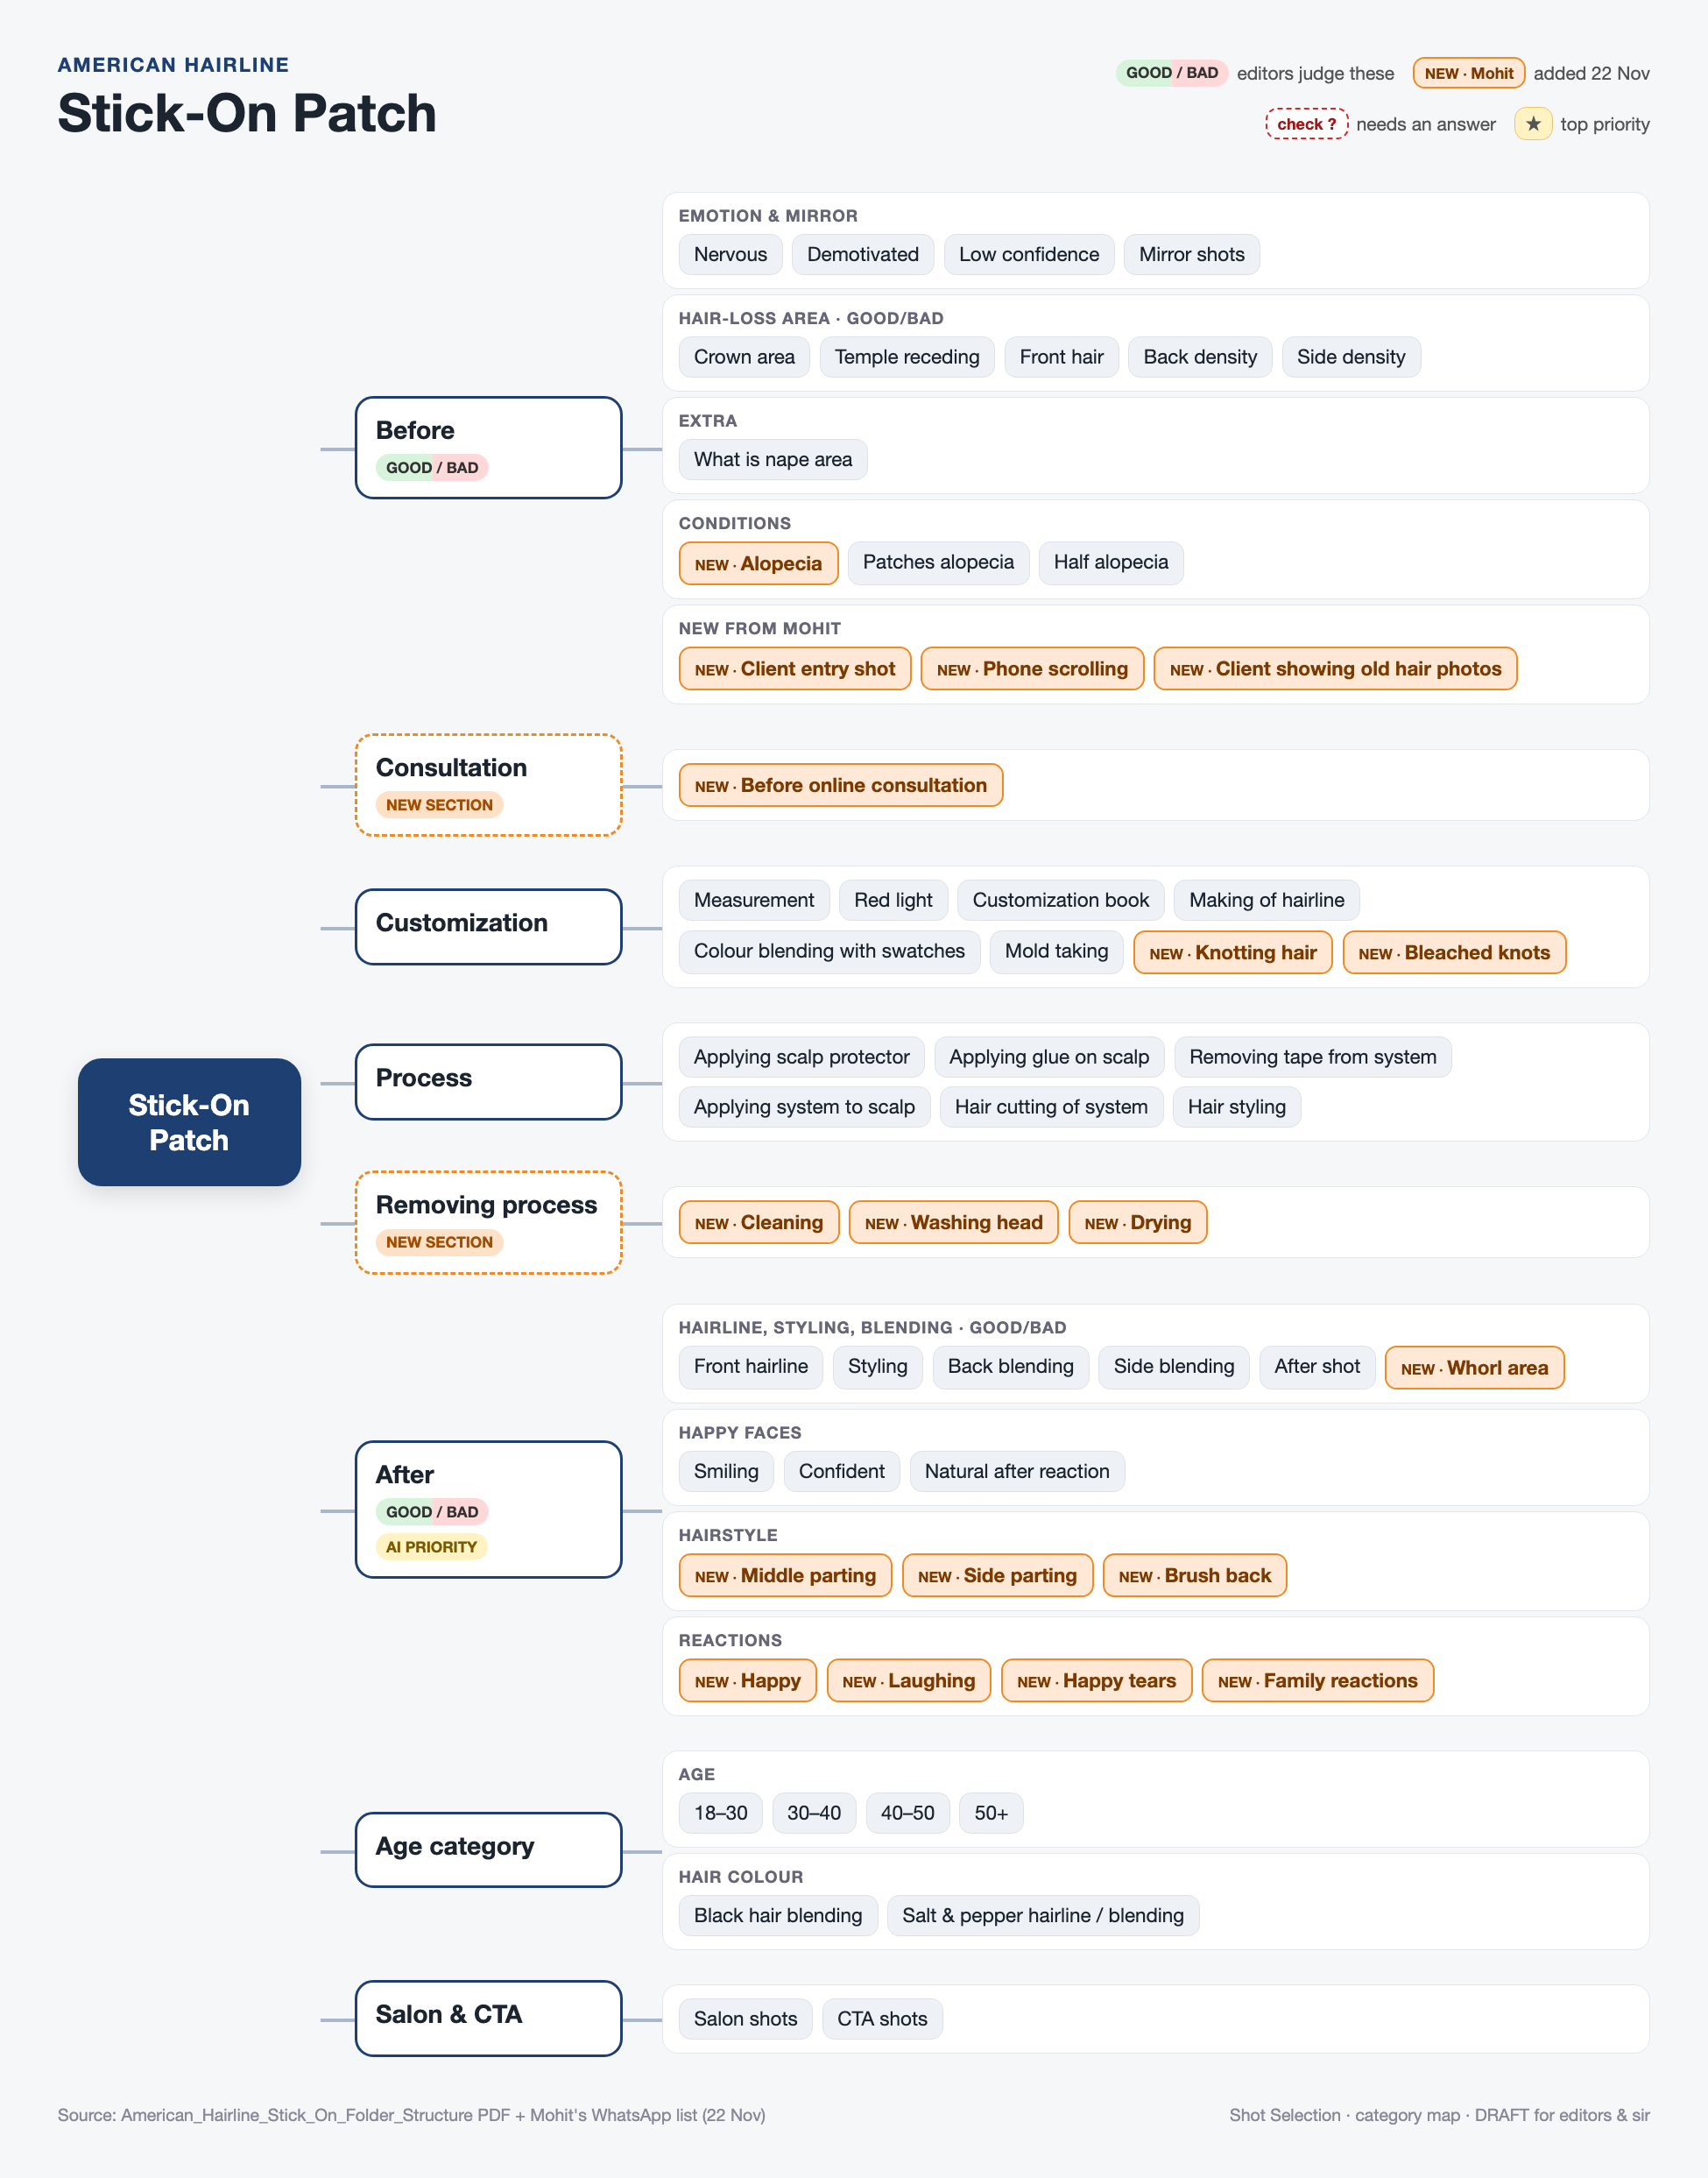 AMERICAN HAIRLINE
Stick-On Patch
GOOD / BAD editors judge these NEW · Mohit added 22 Nov
check ? needs an answer ★ top priority
Stick-On
Patch
Before
GOOD / BAD
EMOTION & MIRROR
Nervous Demotivated Low confidence Mirror shots
HAIR-LOSS AREA · GOOD/BAD
Crown area Temple receding Front hair Back density Side density
EXTRA
What is nape area
CONDITIONS
NEW · Alopecia Patches alopecia Half alopecia
NEW FROM MOHIT
NEW · Client entry shot NEW · Phone scrolling NEW · Client showing old hair photos
Consultation
NEW SECTION
NEW · Before online consultation
Customization
Measurement Red light Customization book Making of hairline
Colour blending with swatches Mold taking NEW · Knotting hair NEW · Bleached knots
Process
Applying scalp protector Applying glue on scalp Removing tape from system
Applying system to scalp Hair cutting of system Hair styling
Removing process
NEW SECTION
NEW · Cleaning NEW · Washing head NEW · Drying
After
GOOD / BAD
AI PRIORITY
HAIRLINE, STYLING, BLENDING · GOOD/BAD
Front hairline Styling Back blending Side blending After shot NEW · Whorl area
HAPPY FACES
Smiling Confident Natural after reaction
HAIRSTYLE
NEW · Middle parting NEW · Side parting NEW · Brush back
REACTIONS
NEW · Happy NEW · Laughing NEW · Happy tears NEW · Family reactions
Age category
AGE
18–30 30–40 40–50 50+
HAIR COLOUR
Black hair blending Salt & pepper hairline / blending
Salon & CTA
Salon shots CTA shots
Source: American_Hairline_Stick_On_Folder_Structure PDF + Mohit's WhatsApp list (22 Nov)
Shot Selection · category map · DRAFT for editors & sir